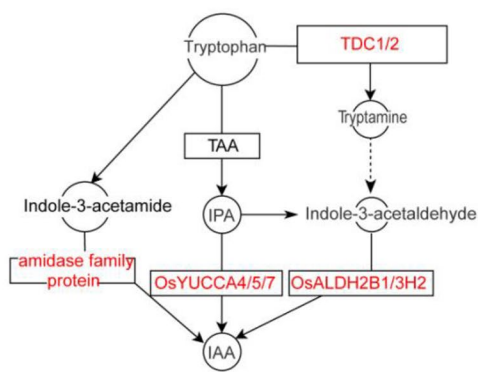 Tryptophan
TDC1/2
Tryptamine
TAA
Indole-3-acetamide
IPA
Indole-3-acetaldehyde
amidase family
protein
OsYUCCA4/5/7
OsALDH2B1/3H2
IAA